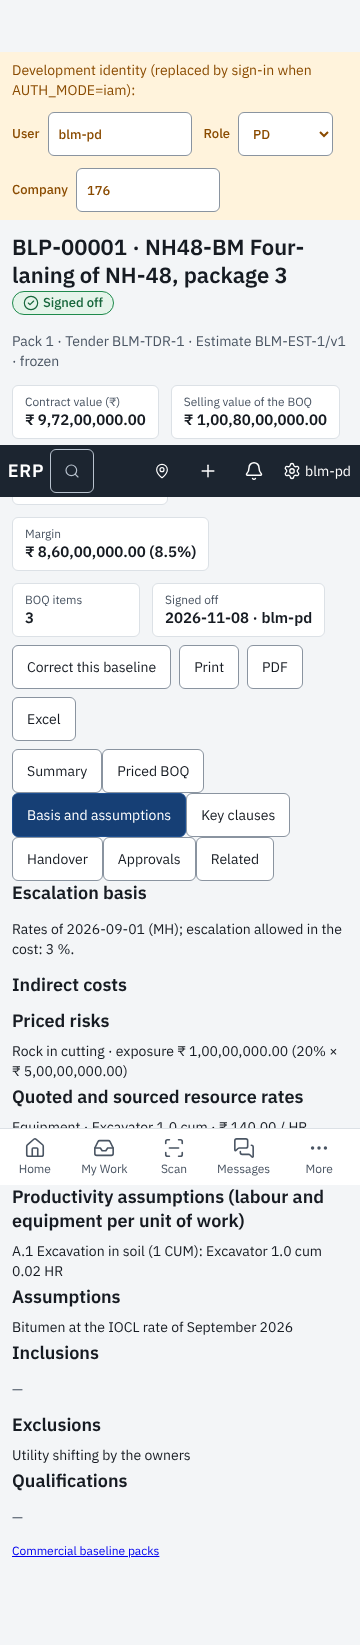 Development identity (replaced by sign-in when
AUTH_MODE=iam):
User blm-pd Role PD
Company 176
BLP-00001 · NH48-BM Four-
laning of NH-48, package 3
Signed off
Pack 1 · Tender BLM-TDR-1 · Estimate BLM-EST-1/v1
· frozen
Contract value (₹) Selling value of the BOQ
₹ 9,72,00,000.00 ₹ 1,00,80,00,000.00
ERP blm-pd
Margin
₹ 8,60,00,000.00 (8.5%)
BOQ items Signed off
3 2026-11-08 · blm-pd
Correct this baseline Print PDF
Excel
Summary Priced BOQ
Basis and assumptions Key clauses
Handover Approvals Related
Escalation basis
Rates of 2026-09-01 (MH); escalation allowed in the
cost: 3 %.
Indirect costs
Priced risks
Rock in cutting · exposure ₹ 1,00,00,000.00 (20% ×
₹ 5,00,00,000.00)
Quoted and sourced resource rates
Equipment · Excavator 1.0 cum · ₹ 140.00 / HR
Home My Work Scan Messages More
Productivity assumptions (labour and
equipment per unit of work)
A.1 Excavation in soil (1 CUM): Excavator 1.0 cum
0.02 HR
Assumptions
Bitumen at the IOCL rate of September 2026
Inclusions
—
Exclusions
Utility shifting by the owners
Qualifications
—
Commercial baseline packs